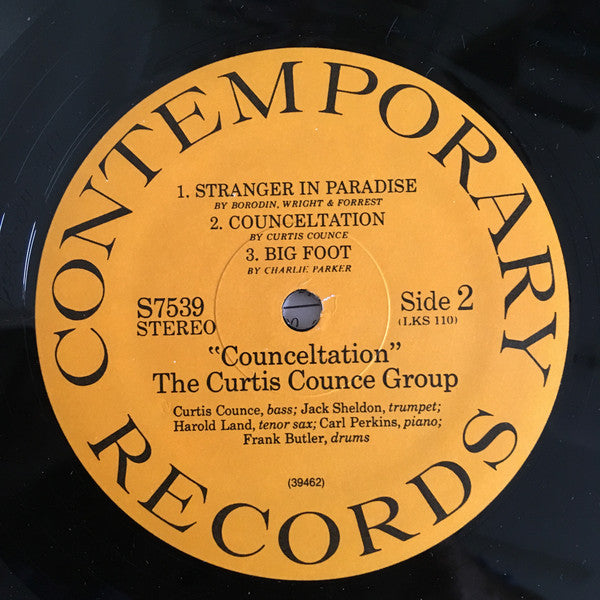 CONTEMPORARY
1. STRANGER IN PARADISE
BY BORODIN, WRIGHT & FORREST
2. COUNCELTATION
BY CURTIS COUNCE
3. BIG FOOT
BY CHARLIE PARKER
S7539
STEREO
Side 2
(LKS 110)
"Counceltation"
The Curtis Counce Group
Curtis Counce, bass; Jack Sheldon, trumpet;
Harold Land, tenor sax; Carl Perkins, piano;
Frank Butler, drums
(39462)
RECORDS